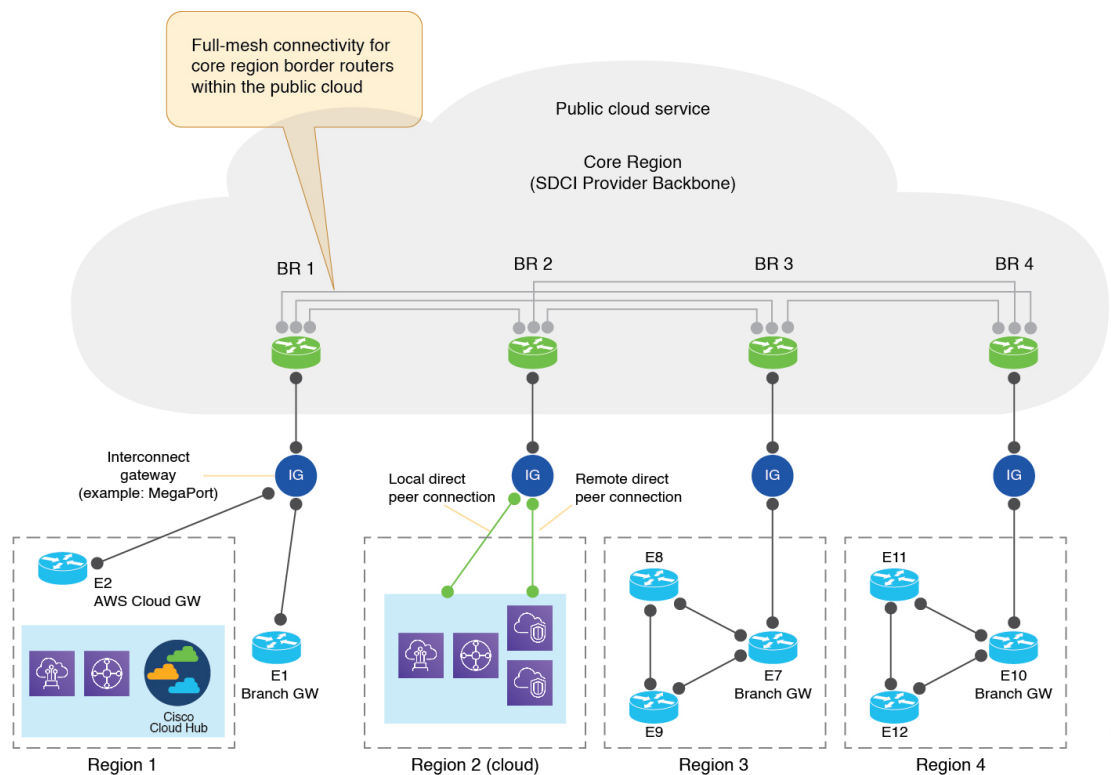 Full-mesh connectivity for
core region border routers
within the public cloud
Public cloud service
Core Region
(SDCI Provider Backbone)
BR 1
BR 2
BR 3
BR 4
Interconnect
gateway
(example: MegaPort)
IG
Local direct
peer connection
IG
Remote direct
peer connection
IG
IG
E2
AWS Cloud GW
Cisco
Cloud Hub
E1
Branch GW
E8
E7
Branch GW
E9
E11
E10
Branch GW
E12
Region 1
Region 2 (cloud)
Region 3
Region 4